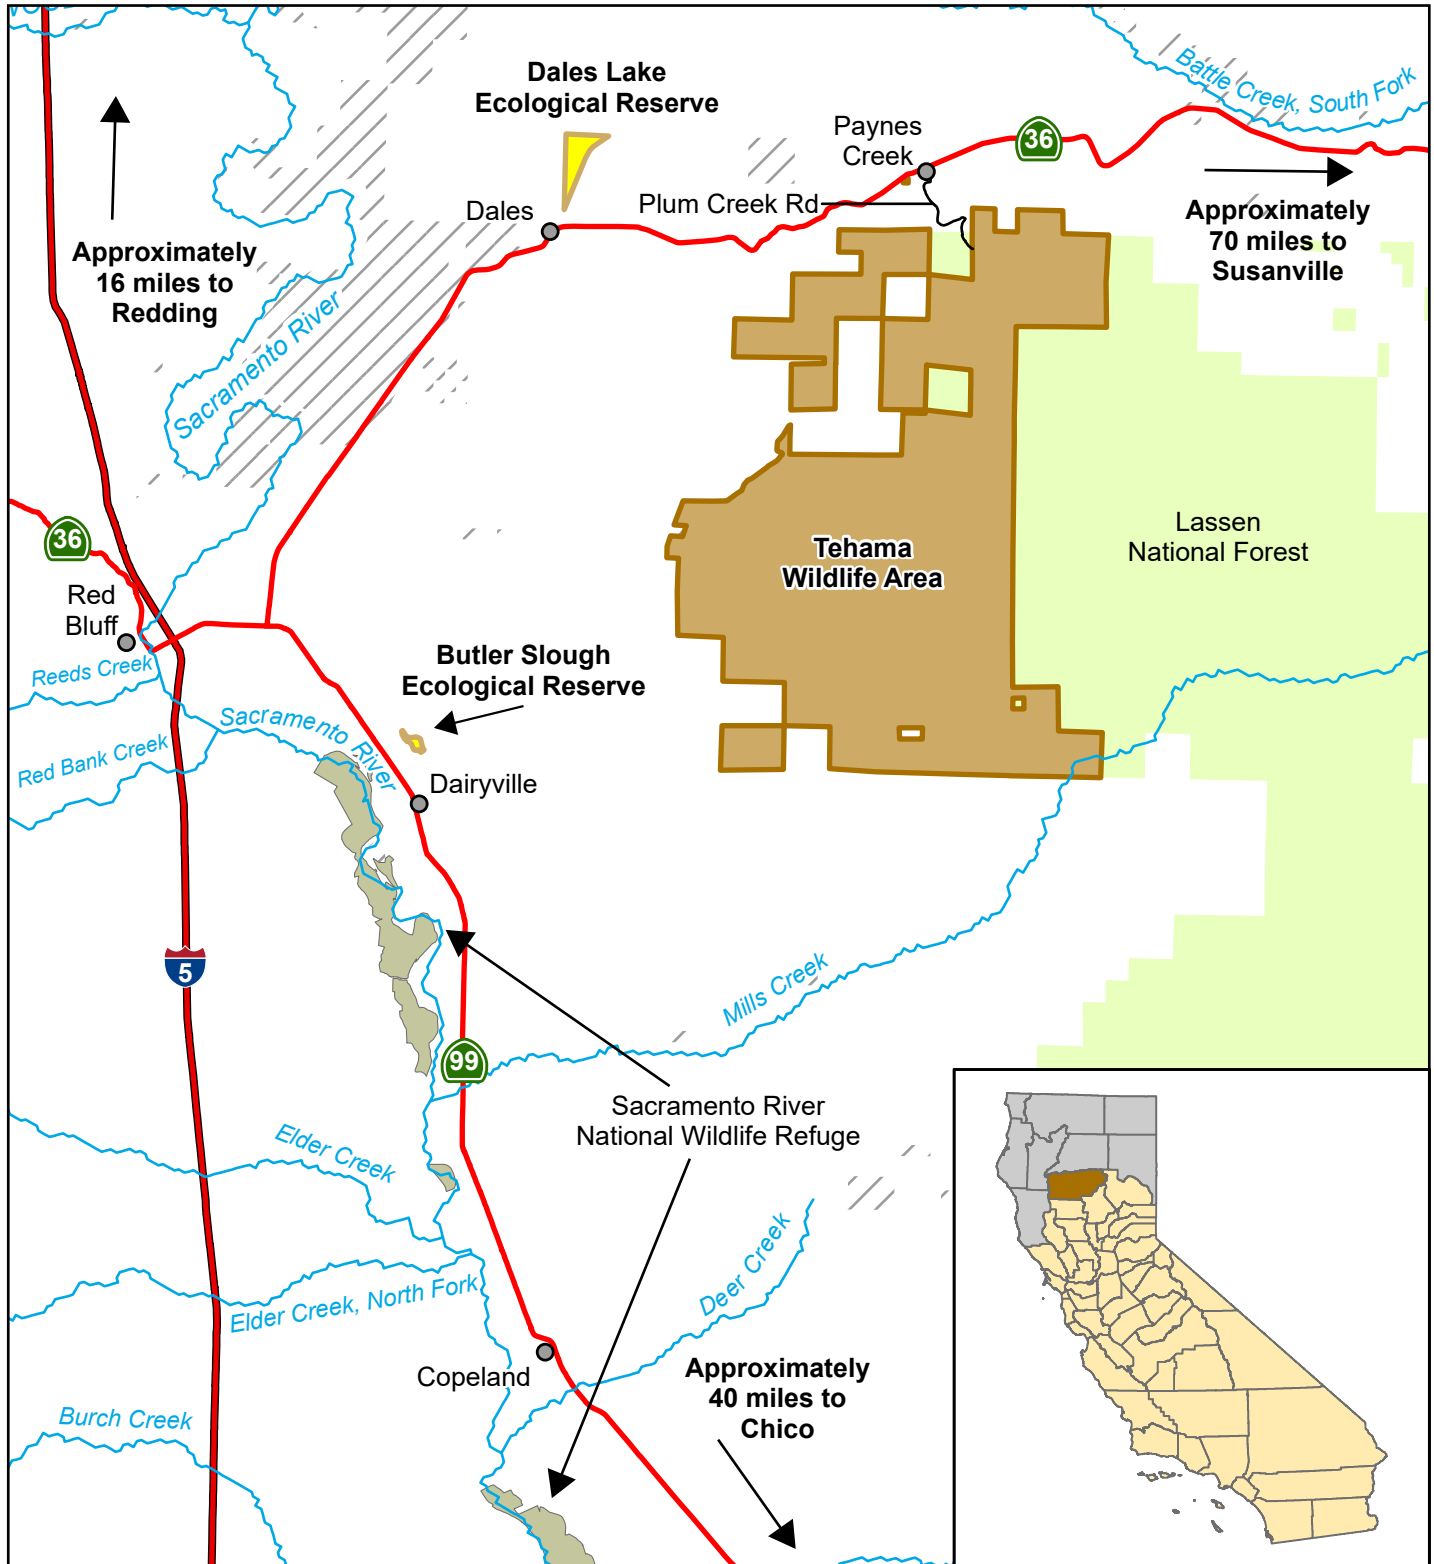 Dales Lake
Ecological Reserve
Battle Creek, South Fork
Paynes
Creek
36
Plum Creek Rd
Dales
Approximately
16 miles to
Redding
Approximately
70 miles to
Susanville
Sacramento River
36
Lassen
National Forest
Tehama
Wildlife Area
Red
Bluff
Reeds Creek
Butler Slough
Ecological Reserve
Sacramento River
Red Bank Creek
Dairyville
5
Mills Creek
99
Sacramento River
National Wildlife Refuge
Elder Creek
Deer Creek
Elder Creek, North Fork
Copeland
Approximately
40 miles to
Chico
Burch Creek